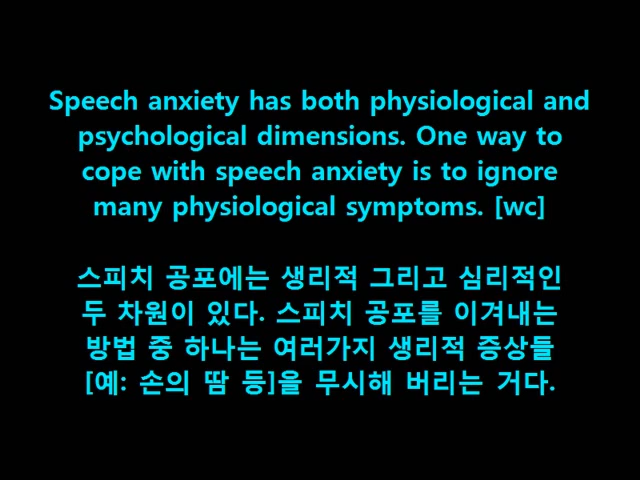 Speech anxiety has both physiological and
psychological dimensions. One way to
cope with speech anxiety is to ignore
many physiological symptoms. [wc]
스피치 공포에는 생리적 그리고 심리적인
두 차원이 있다. 스피치 공포를 이겨내는
방법 중 하나는 여러가지 생리적 증상들
[예: 손의 땀 등]을 무시해 버리는 거다.